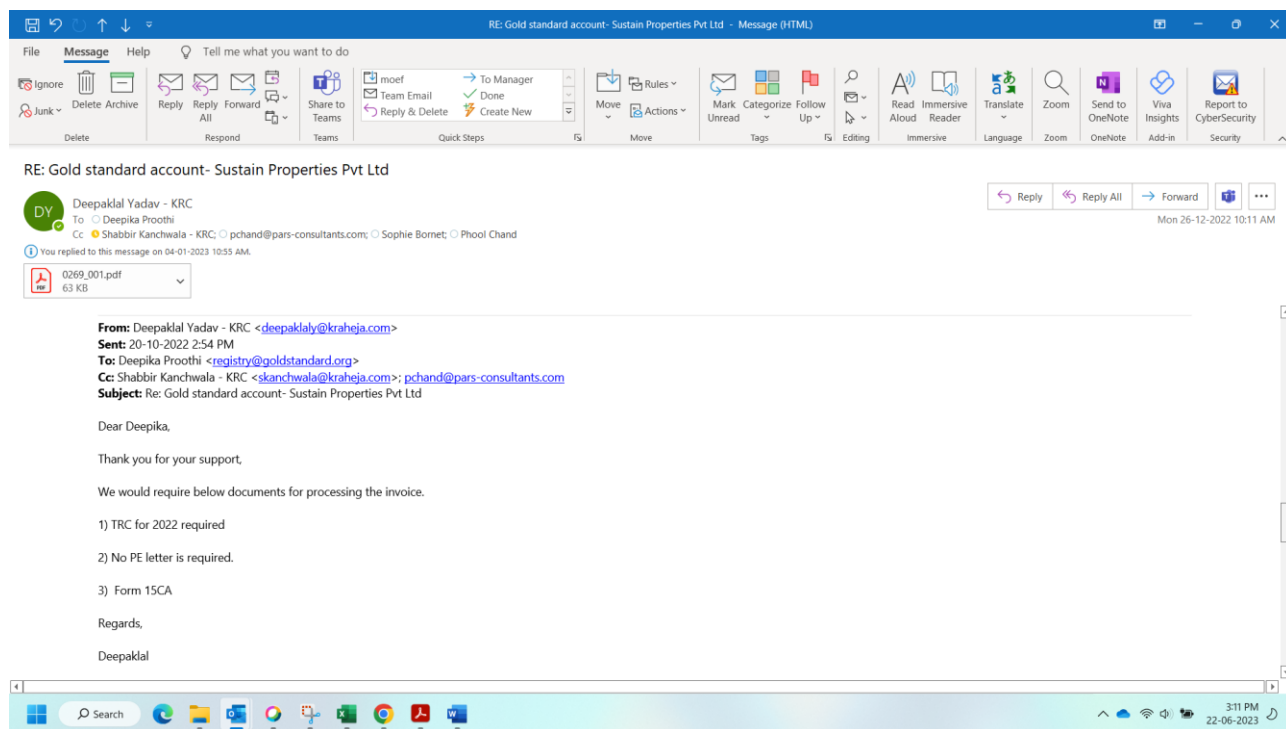 RE: Gold standard account- Sustain Properties Pvt Ltd - Message (HTML)
File Message Help Tell me what you want to do
Ignore
Junk
Delete Archive
Reply Reply All Forward
Share to Teams
moef
Team Email
Reply & Delete
To Manager
Done
Create New
Move
Rules
Actions
Mark Unread Categorize Follow Up
Read Aloud Immersive Reader
Translate
Zoom
Send to OneNote
Viva Insights
Report to CyberSecurity
Delete Respond Teams Quick Steps Move Tags Editing Immersive Language Zoom OneNote Add-in Security
RE: Gold standard account- Sustain Properties Pvt Ltd
DY
Deepaklal Yadav - KRC
To Deepika Proothi
Cc Shabbir Kanchwala - KRC; pchand@pars-consultants.com; Sophie Bornet; Phool Chand
Reply Reply All Forward
Mon 26-12-2022 10:11 AM
You replied to this message on 04-01-2023 10:55 AM.
0269_001.pdf
63 KB
From: Deepaklal Yadav - KRC <deepaklaly@kraheja.com>
Sent: 20-10-2022 2:54 PM
To: Deepika Proothi <registry@goldstandard.org>
Cc: Shabbir Kanchwala - KRC <skanchwala@kraheja.com>; pchand@pars-consultants.com
Subject: Re: Gold standard account- Sustain Properties Pvt Ltd
Dear Deepika,
Thank you for your support,
We would require below documents for processing the invoice.
1) TRC for 2022 required
2) No PE letter is required.
3) Form 15CA
Regards,
Deepaklal
Search
3:11 PM
22-06-2023